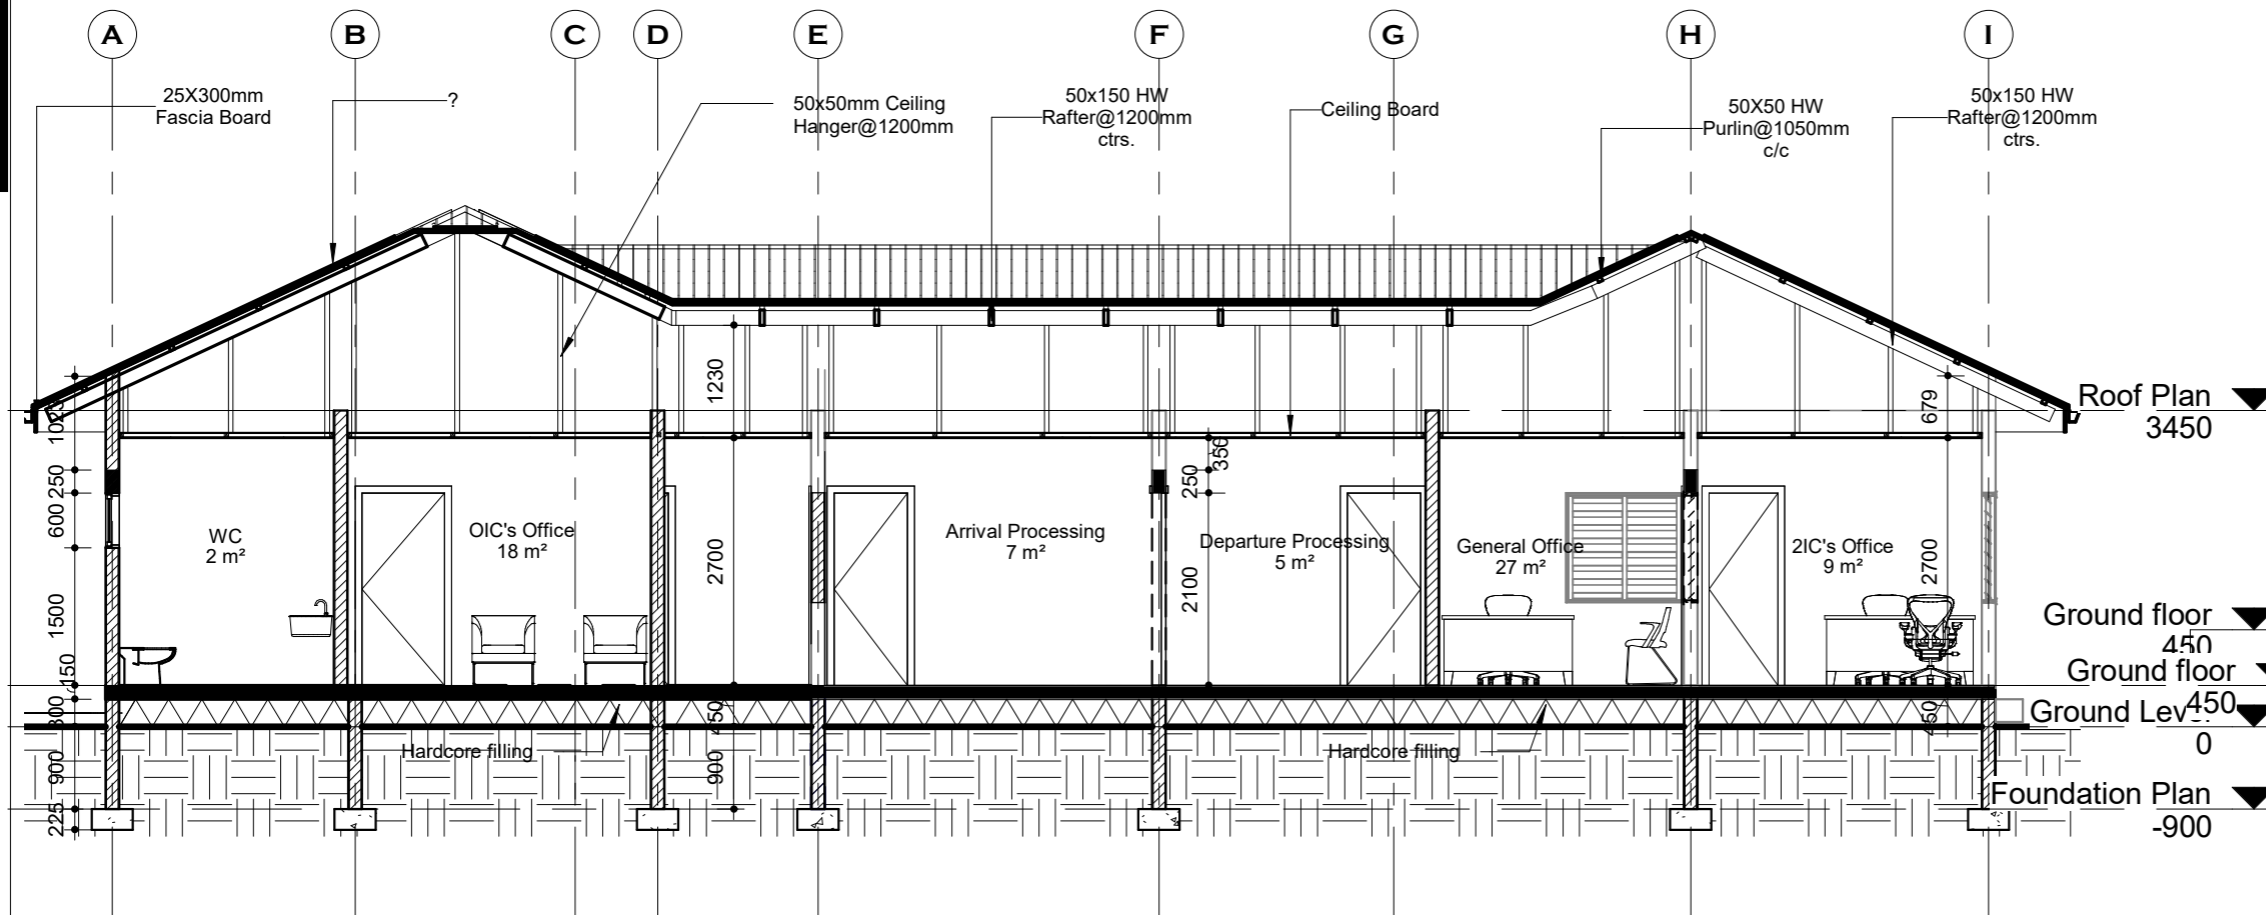 A
B
C
D
E
F
G
H
I
25X300mm
Fascia Board
?
50x50mm Ceiling
Hanger@1200mm
50x150 HW
Rafter@1200mm
ctrs.
Ceiling Board
50X50 HW
Purlin@1050mm
c/c
50x150 HW
Rafter@1200mm
ctrs.
1023
250
600
1500
150
300
900
225
1230
2700
450
900
350
250
2100
679
2700
450
WC
2 m²
OIC's Office
18 m²
Arrival Processing
7 m²
Departure Processing
5 m²
General Office
27 m²
2IC's Office
9 m²
Hardcore filling
Hardcore filling
Roof Plan
3450
Ground floor
450
Ground floor
450
Ground Level
0
Foundation Plan
-900